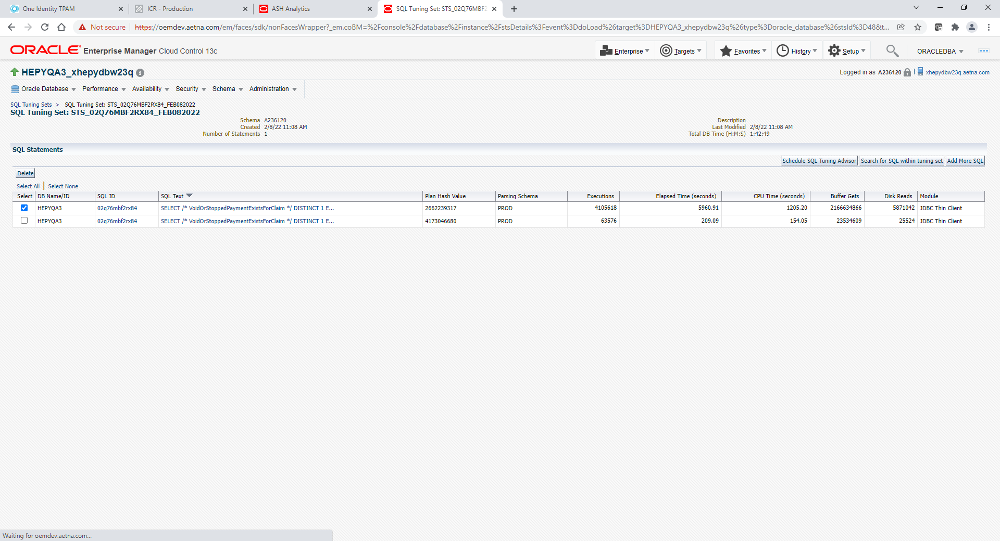 One Identity TPAM
ICR - Production
ASH Analytics
SQL Tuning Set: STS_02Q76MBF2
Not secure
https://oemdev.aetna.com/em/faces/sdk/nonFacesWrapper?_em.coBM=%2Fconsole%2Fdatabase%2Finstance%2FstsDetails%3Fevent%3DdoLoad%26target%3DHEPYQA3_xhepydbw23q%26type%3Doracle_database%26stsId%3D48&t...
ORACLE Enterprise Manager Cloud Control 13c
Enterprise
Targets
Favorites
History
Setup
ORACLEDBA
HEPYQA3_xhepydbw23q
Logged in as A236120
xhepydbw23q.aetna.com
Oracle Database Performance Availability Security Schema Administration
SQL Tuning Sets > SQL Tuning Set: STS_02Q76MBF2RX84_FEB082022
SQL Tuning Set: STS_02Q76MBF2RX84_FEB082022
Schema A236120
Created 2/8/22 11:08 AM
Number of Statements 1
Description
Last Modified 2/8/22 11:08 AM
Total DB Time (H:M:S) 1:42:49
SQL Statements
Schedule SQL Tuning Advisor Search for SQL within tuning set Add More SQL
Delete
Select All Select None
Select DB Name/ID SQL ID SQL Text Plan Hash Value Parsing Schema Executions Elapsed Time (seconds) CPU Time (seconds) Buffer Gets Disk Reads Module
HEPYQA3 02q76mbf2rx84 SELECT /* VoidOrStoppedPaymentExistsForClaim */ DISTINCT 1 E... 2662239317 PROD 4105618 5960.91 1205.20 2166634866 5871042 JDBC Thin Client
HEPYQA3 02q76mbf2rx84 SELECT /* VoidOrStoppedPaymentExistsForClaim */ DISTINCT 1 E... 4173046680 PROD 63576 209.09 154.05 23534609 25524 JDBC Thin Client
Waiting for oemdev.aetna.com...